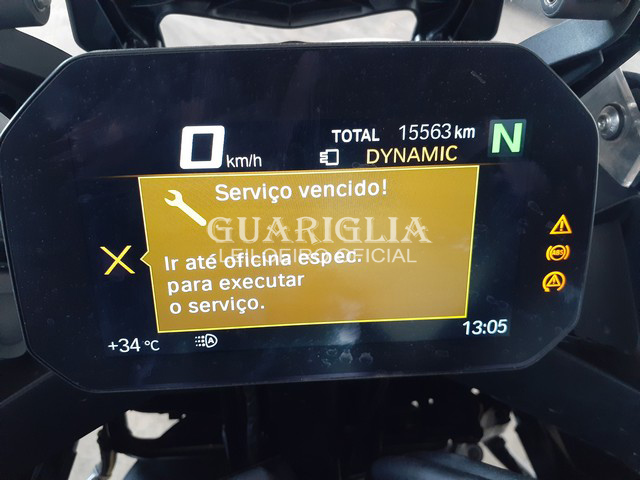 TOTAL 15563 km
0 km/h
DYNAMIC
N
Serviço vencido!
GUARIGLIA
LEILOEIRO OFICIAL
Ir até oficina espec.
para executar
o serviço.
ABS
+34 °C
A
13:05